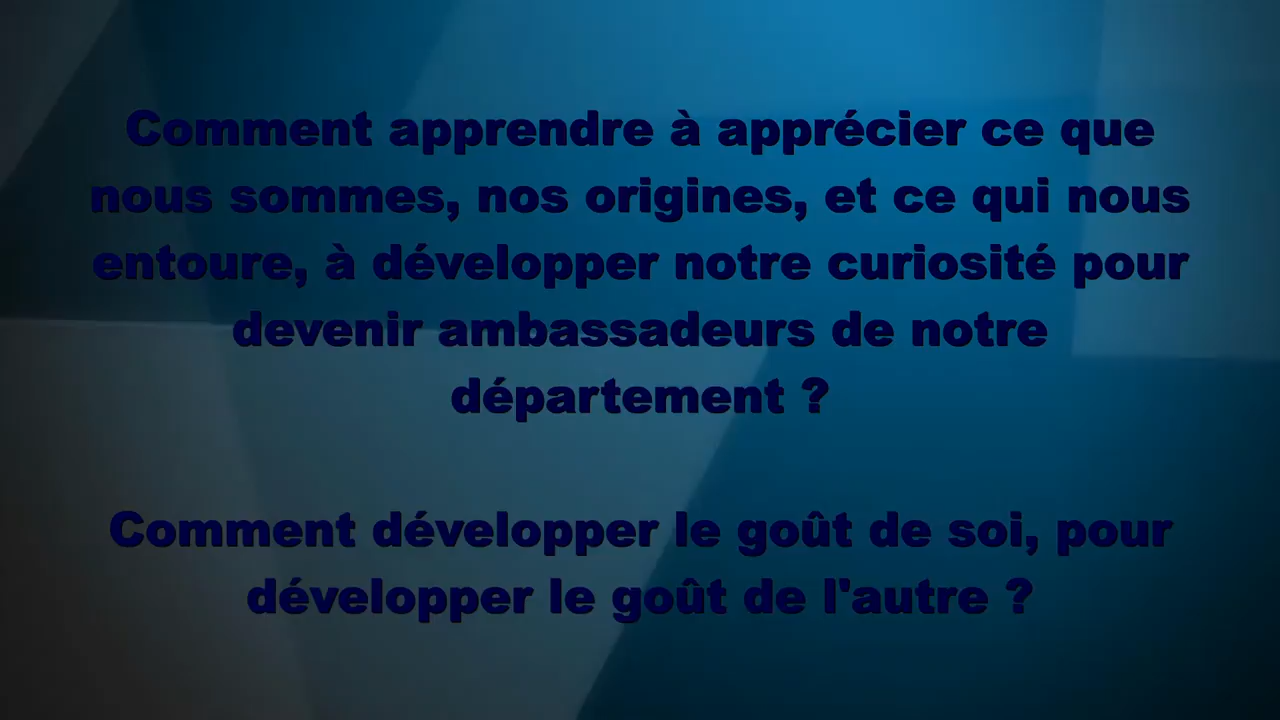 Comment apprendre à apprécier ce que
nous sommes, nos origines, et ce qui nous
entoure, à développer notre curiosité pour
devenir ambassadeurs de notre
département ?
Comment développer le goût de soi, pour
développer le goût de l'autre ?